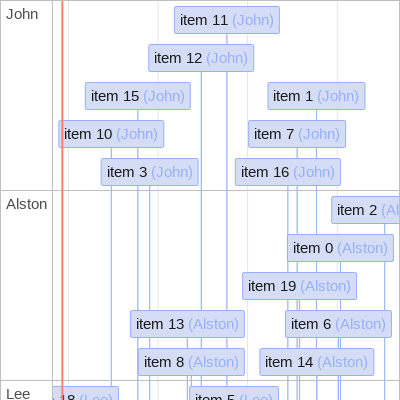 John
item 11 (John)
item 12 (John)
item 15 (John)
item 1 (John)
item 10 (John)
item 7 (John)
item 3 (John)
item 16 (John)
Alston
item 2 (Al
item 0 (Alston)
item 19 (Alston)
item 13 (Alston)
item 6 (Alston)
item 8 (Alston)
item 14 (Alston)
Lee
18 (Lee)
item 5 (Lee)